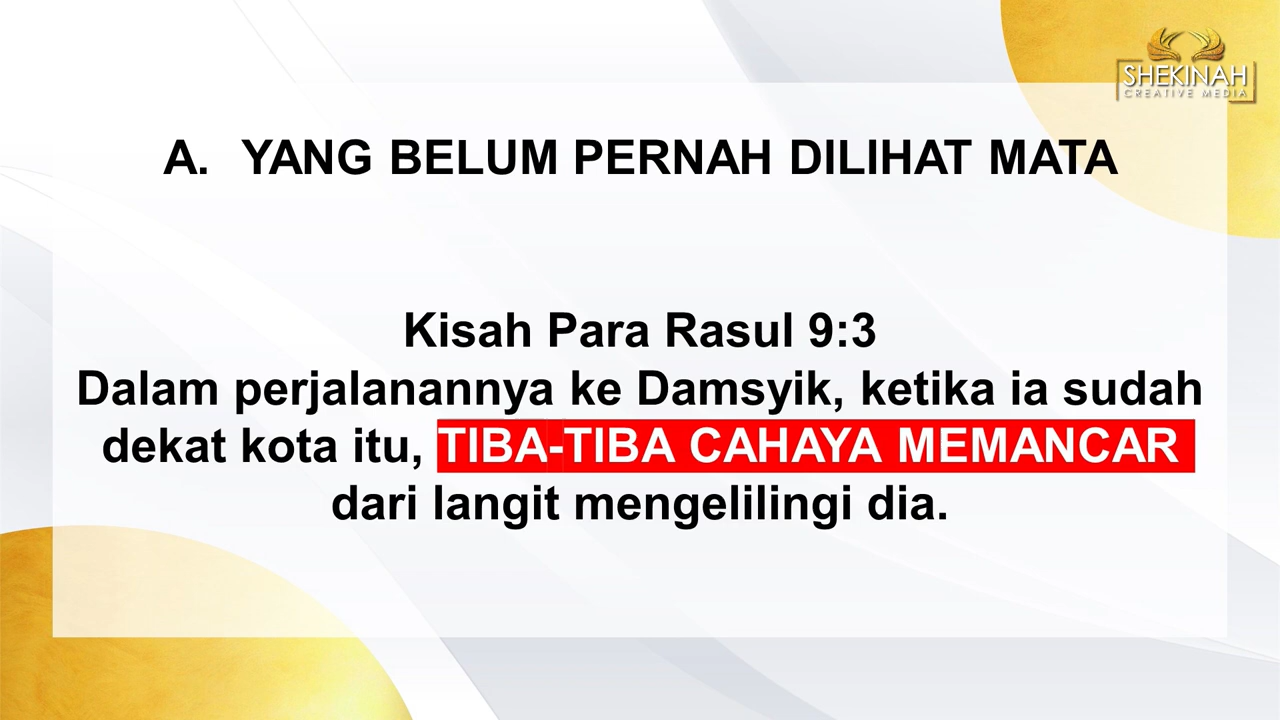 SHEKINAH
CREATIVE MEDIA
A. YANG BELUM PERNAH DILIHAT MATA
Kisah Para Rasul 9:3
Dalam perjalanannya ke Damsyik, ketika ia sudah
dekat kota itu, TIBA-TIBA CAHAYA MEMANCAR
dari langit mengelilingi dia.